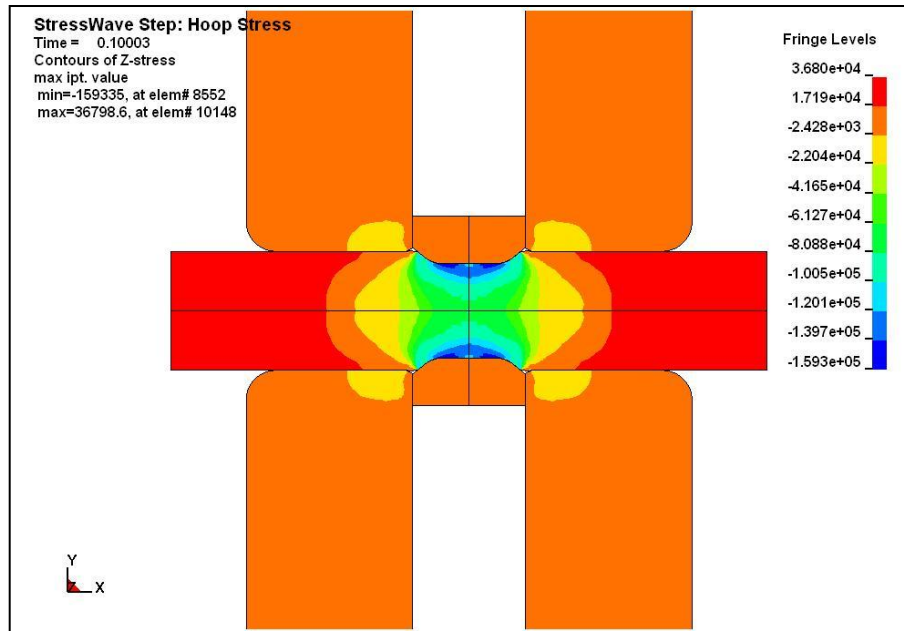 StressWave Step: Hoop Stress
Time = 0.10003
Contours of Z-stress
max ipt. value
min=-159335, at elem# 8552
max=36798.6, at elem# 10148
Fringe Levels
3.680e+04
1.719e+04
-2.428e+03
-2.204e+04
-4.165e+04
-6.127e+04
-8.088e+04
-1.005e+05
-1.201e+05
-1.397e+05
-1.593e+05
Y
Z
X